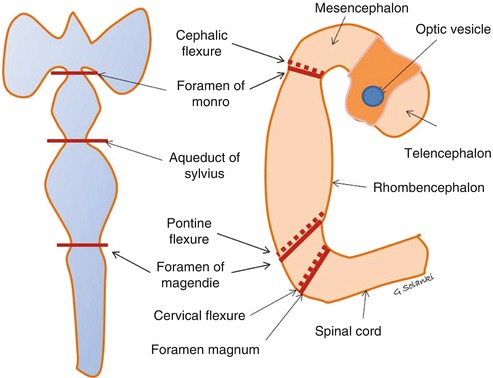 Mesencephalon
Optic vesicle
Cephalic
flexure
Foramen of
monro
Telencephalon
Aqueduct of
sylvius
Rhombencephalon
Pontine
flexure
Foramen of
magendie
Cervical flexure
Foramen magnum
Spinal cord
G Solanki